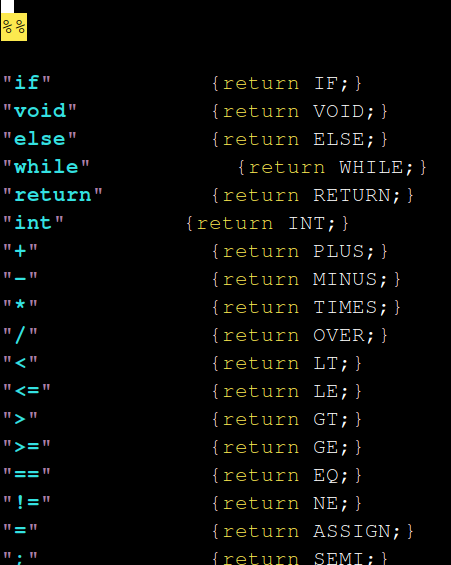 %%
"if" {return IF;}
"void" {return VOID;}
"else" {return ELSE;}
"while" {return WHILE;}
"return" {return RETURN;}
"int" {return INT;}
"+" {return PLUS;}
"-" {return MINUS;}
"*" {return TIMES;}
"/" {return OVER;}
"<" {return LT;}
"<=" {return LE;}
">" {return GT;}
">=" {return GE;}
"==" {return EQ;}
"!=" {return NE;}
"=" {return ASSIGN;}
";" {return SEMI;}